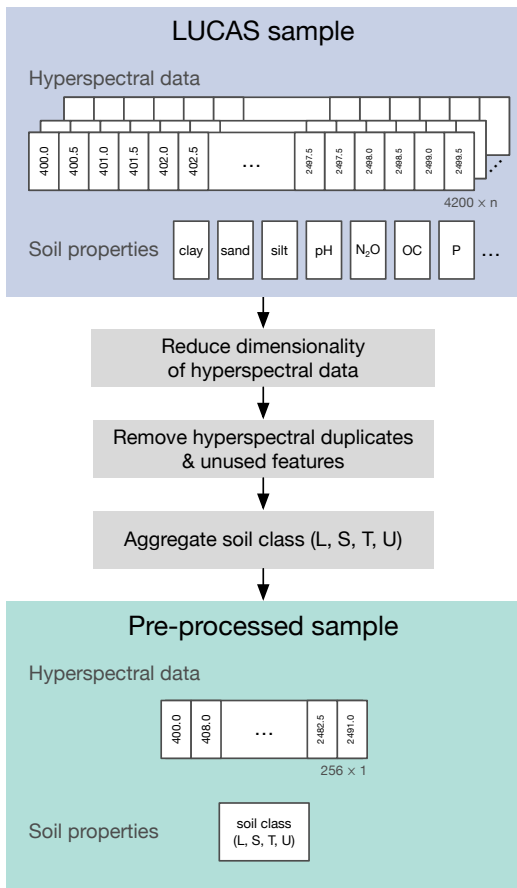 LUCAS sample
Hyperspectral data
400.0 400.5 401.0 401.5 402.0 402.5 ... 2497.5 2497.5 2498.0 2498.5 2499.0 2499.5
4200 × n
Soil properties clay sand silt pH N₂O OC P ...
Reduce dimensionality
of hyperspectral data
Remove hyperspectral duplicates
& unused features
Aggregate soil class (L, S, T, U)
Pre-processed sample
Hyperspectral data
400.0 408.0 ... 2482.5 2491.0
256 × 1
Soil properties
soil class
(L, S, T, U)